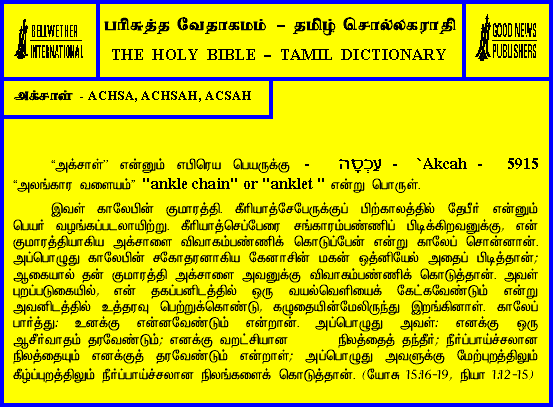 BELLWETHER
INTERNATIONAL
பரிசுத்த வேதாகமம் – தமிழ் சொல்லகராதி
THE HOLY BIBLE – TAMIL DICTIONARY
GOOD NEWS
PUBLISHERS
அக்சாள் - ACHSA, ACHSAH, ACSAH
“அக்சாள்” என்னும் எபிரெய பெயருக்கு - עַכְסָה - `Akcah - 5915
“அலங்கார வளையம்” "ankle chain" or "anklet " என்று பொருள்.
இவள் காலேபின் குமாரத்தி. கீரியாத்சேபேருக்குப் பிற்காலத்தில் தேபீர் என்னும்
பெயர் வழங்கப்படலாயிற்று. கீரியாத்செப்பேரை சங்காரம்பண்ணிப் பிடிக்கிறவனுக்கு, என்
குமாரத்தியாகிய அக்சாளை விவாகம்பண்ணிக் கொடுப்பேன் என்று காலேப் சொன்னான்.
அப்பொழுது காலேபின் சகோதரனாகிய கேனாசின் மகன் ஒத்னியேல் அதைப் பிடித்தான்;
ஆகையால் தன் குமாரத்தி அக்சாளை அவனுக்கு விவாகம்பண்ணிக் கொடுத்தான். அவள்
புறப்படுகையில், என் தகப்பனிடத்தில் ஒரு வயல்வெளியைக் கேட்கவேண்டும் என்று
அவனிடத்தில் உத்தரவு பெற்றுக்கொண்டு, கழுதையின்மேலிருந்து இறங்கினாள். காலேப்
பார்த்து: உனக்கு என்னவேண்டும் என்றான். அப்பொழுது அவள்: எனக்கு ஒரு
ஆசீர்வாதம் தரவேண்டும்; எனக்கு வறட்சியான நிலத்தைத் தந்தீர்; நீர்ப்பாய்ச்சலான
நிலத்தையும் எனக்குத் தரவேண்டும் என்றாள்; அப்பொழுது அவளுக்கு மேற்புறத்திலும்
கீழ்ப்புறத்திலும் நீர்ப்பாய்ச்சலான நிலங்களைக் கொடுத்தான். (யோசு 15:16-19, நியா 1:12-15)